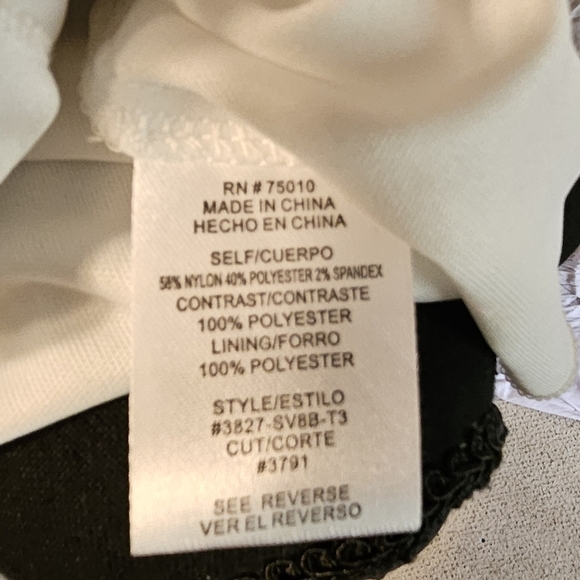 RN # 75010
MADE IN CHINA
HECHO EN CHINA
SELF/CUERPO
58% NYLON 40% POLYESTER 2% SPANDEX
CONTRAST/CONTRASTE
100% POLYESTER
LINING/FORRO
100% POLYESTER
STYLE/ESTILO
#3827-SV8B-T3
CUT/CORTE
#3791
SEE REVERSE
VER EL REVERSO